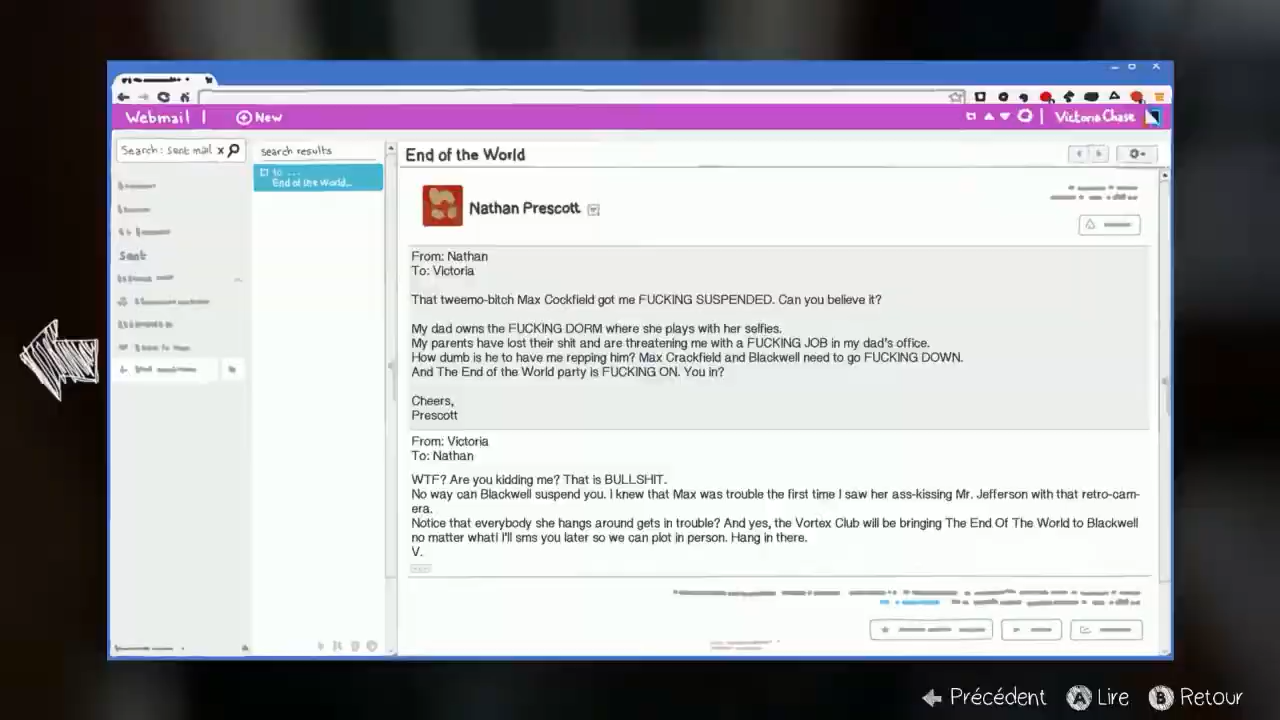 Webmail | New
Victoria Chase
Search: sent mail x
search results
to ...
End of the World...
Sent
End of the World
Nathan Prescott
From: Nathan
To: Victoria
That tweemo-bitch Max Cockfield got me FUCKING SUSPENDED. Can you believe it?
My dad owns the FUCKING DORM where she plays with her selfies.
My parents have lost their shit and are threatening me with a FUCKING JOB in my dad's office.
How dumb is he to have me repping him? Max Crackfield and Blackwell need to go FUCKING DOWN.
And The End of the World party is FUCKING ON. You in?
Cheers,
Prescott
From: Victoria
To: Nathan
WTF? Are you kidding me? That is BULLSHIT.
No way can Blackwell suspend you. I knew that Max was trouble the first time I saw her ass-kissing Mr. Jefferson with that retro-cam-
era.
Notice that everybody she hangs around gets in trouble? And yes, the Vortex Club will be bringing The End Of The World to Blackwell
no matter what! I'll sms you later so we can plot in person. Hang in there.
V.
Précédent A Lire B Retour